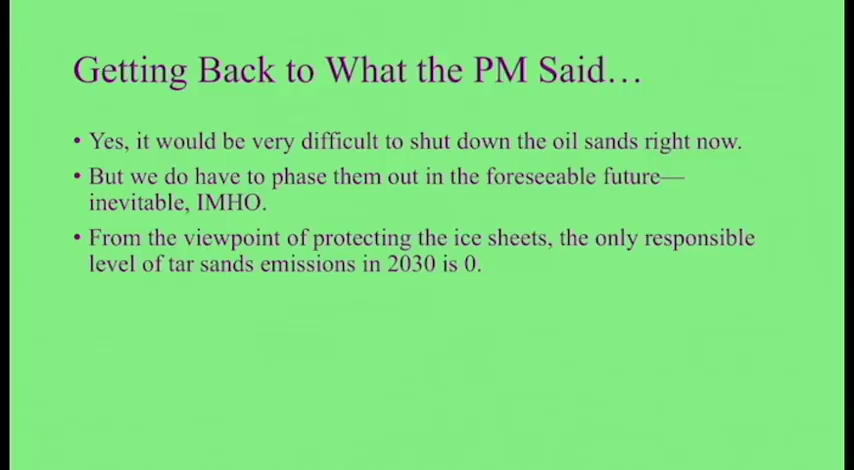 Getting Back to What the PM Said…
• Yes, it would be very difficult to shut down the oil sands right now.
• But we do have to phase them out in the foreseeable future—
inevitable, IMHO.
• From the viewpoint of protecting the ice sheets, the only responsible
level of tar sands emissions in 2030 is 0.